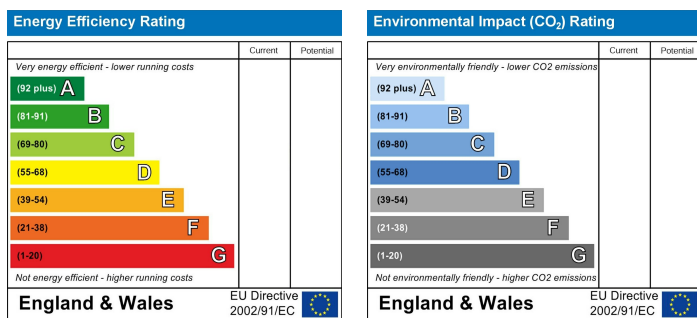 Energy Efficiency Rating
Current Potential
Very energy efficient - lower running costs
(92 plus) A
(81-91) B
(69-80) C
(55-68) D
(39-54) E
(21-38) F
(1-20) G
Not energy efficient - higher running costs
England & Wales
EU Directive
2002/91/EC
Environmental Impact (CO₂) Rating
Current Potential
Very environmentally friendly - lower CO2 emissions
(92 plus) A
(81-91) B
(69-80) C
(55-68) D
(39-54) E
(21-38) F
(1-20) G
Not environmentally friendly - higher CO2 emissions
England & Wales
EU Directive
2002/91/EC